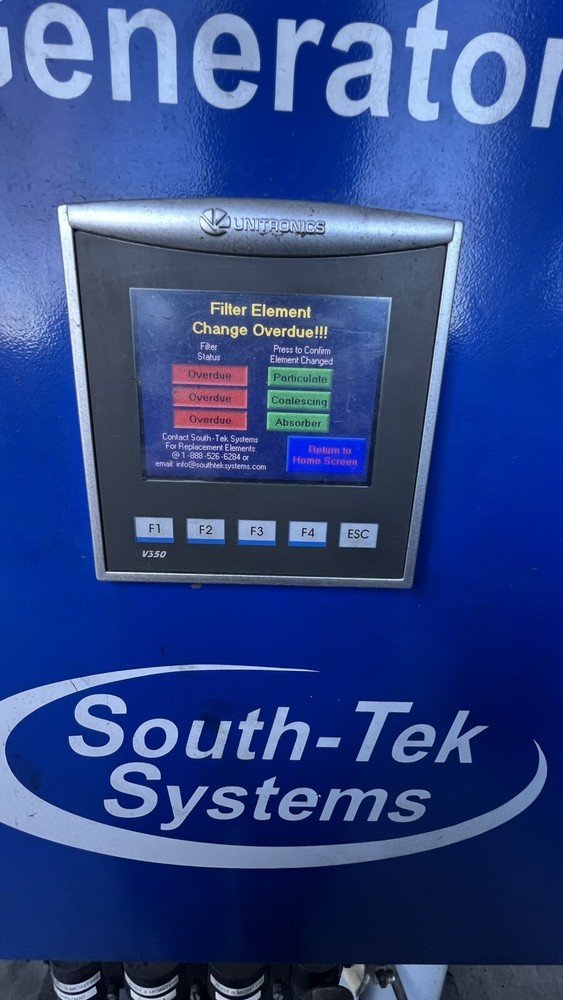 Generator
UNITRONICS
Filter Element
Change Overdue!!!
Filter
Status
Press to Confirm
Element Changed
Overdue
Particulate
Overdue
Coalescing
Overdue
Absorber
Contact South-Tek Systems
For Replacement Elements
@ 1-888-526-6284 or
email: info@southteksystems.com
Return to
Home Screen
F1 F2 F3 F4 ESC
V350
South-Tek
Systems